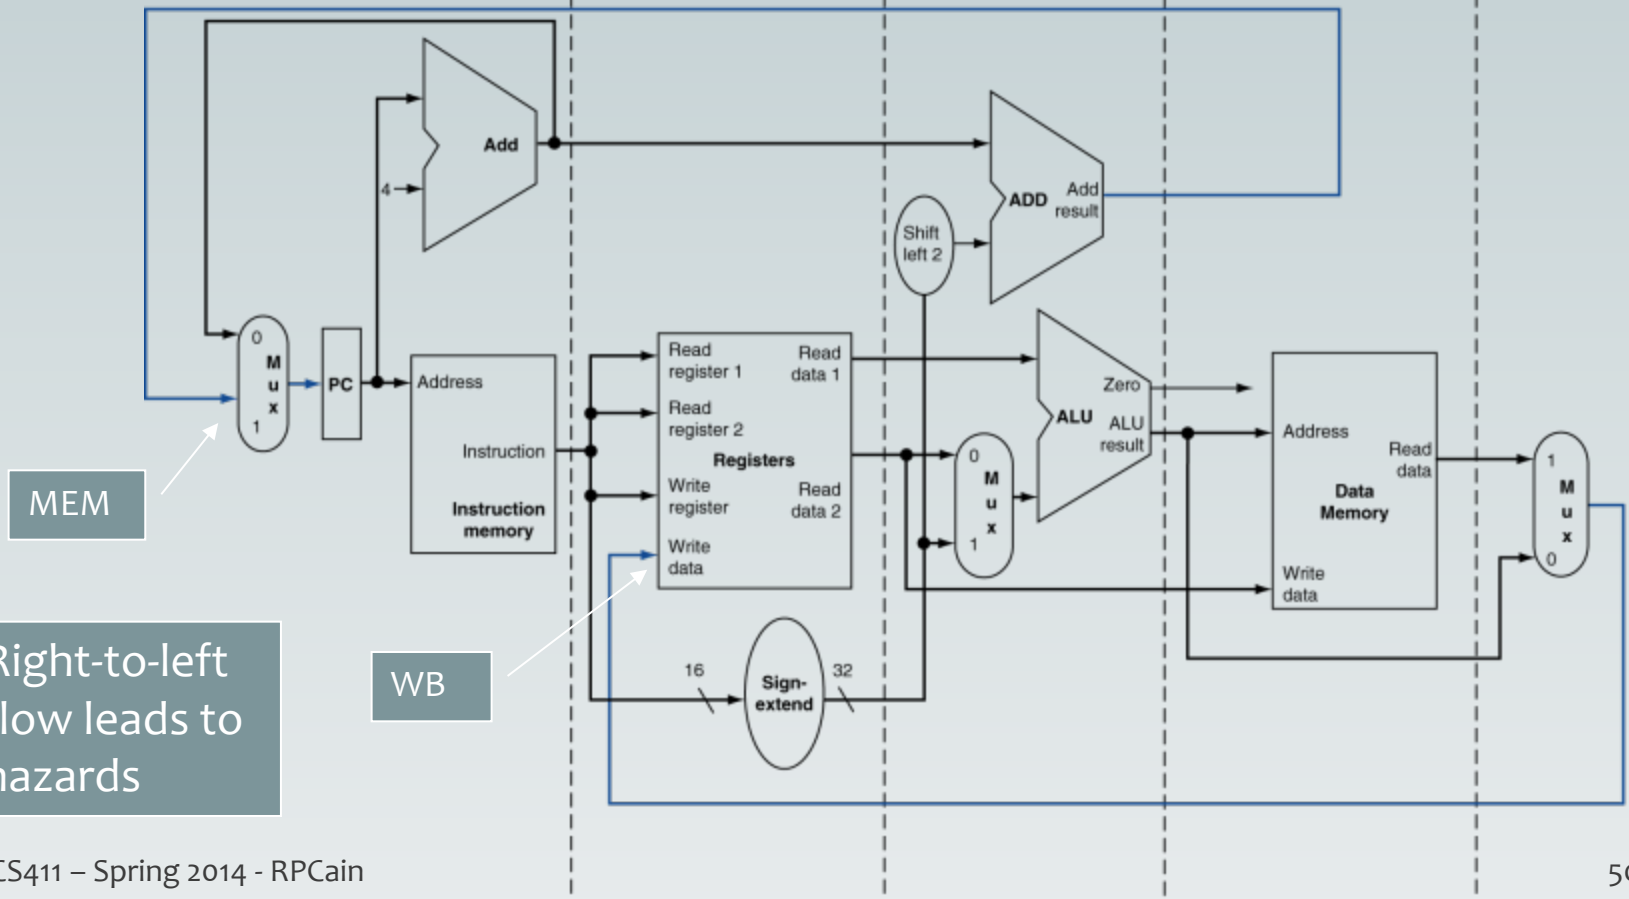 Add
4
ADD
Add
result
Shift
left 2
0
M
u
x
1
PC
Address
Instruction
Instruction
memory
Read
register 1
Read
register 2
Registers
Write
register
Write
data
Read
data 1
Read
data 2
0
M
u
x
1
Zero
ALU
ALU
result
Address
Read
data
Data
Memory
Write
data
1
M
u
x
0
16
Sign-
extend
32
MEM
WB
Right-to-left
low leads to
hazards
CS411 – Spring 2014 - RPCain